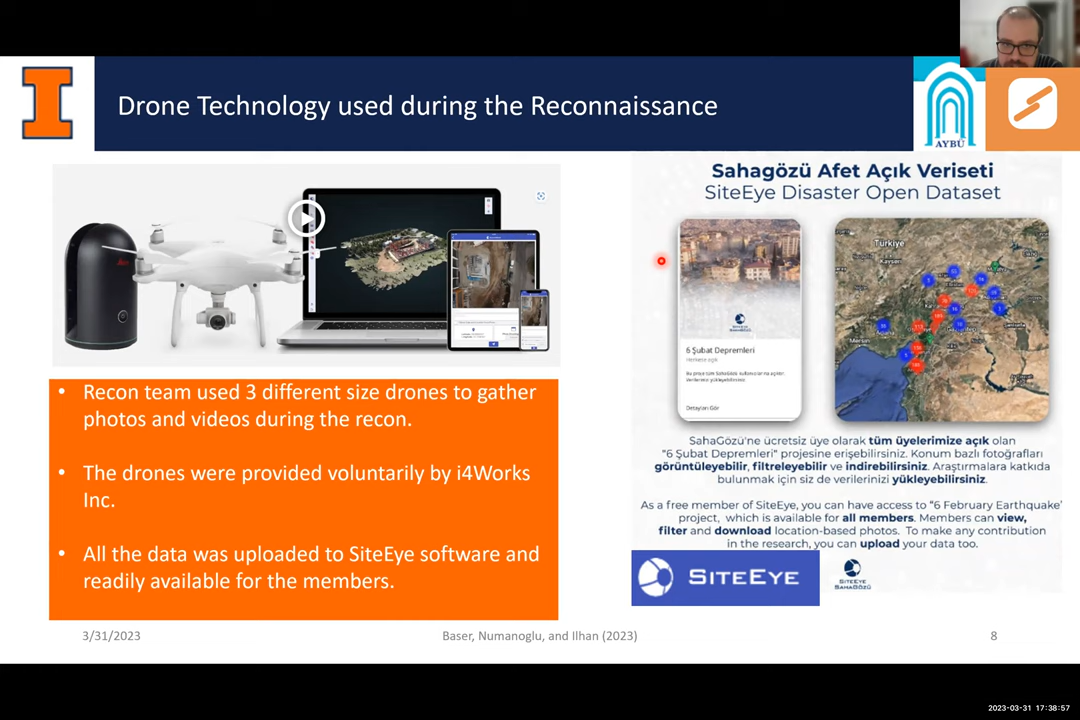 Drone Technology used during the Reconnaissance
AYBÜ
Sahagözü Afet Açık Veriseti
SiteEye Disaster Open Dataset
Türkiye
6 Şubat Depremleri
Detayları Gör
• Recon team used 3 different size drones to gather
photos and videos during the recon.
• The drones were provided voluntarily by i4Works
Inc.
• All the data was uploaded to SiteEye software and
readily available for the members.
SahaGözü'ne ücretsiz üye olarak tüm üyelerimize açık olan
"6 Şubat Depremleri" projesine erişebilirsiniz. Konum bazlı fotoğrafları
görüntüleyebilir, filtreleyebilir ve indirebilirsiniz. Araştırmalara katkıda
bulunmak için siz de verilerinizi yükleyebilirsiniz.
As a free member of SiteEye, you can have access to "6 February Earthquake'
project, which is available for all members. Members can view,
filter and download location-based photos. To make any contribution
in the research, you can upload your data too.
SITEEYE
SITEEYE
SAHAGÖZÜ
3/31/2023
Baser, Numanoglu, and Ilhan (2023)
8
2023-03-31 17:38:57